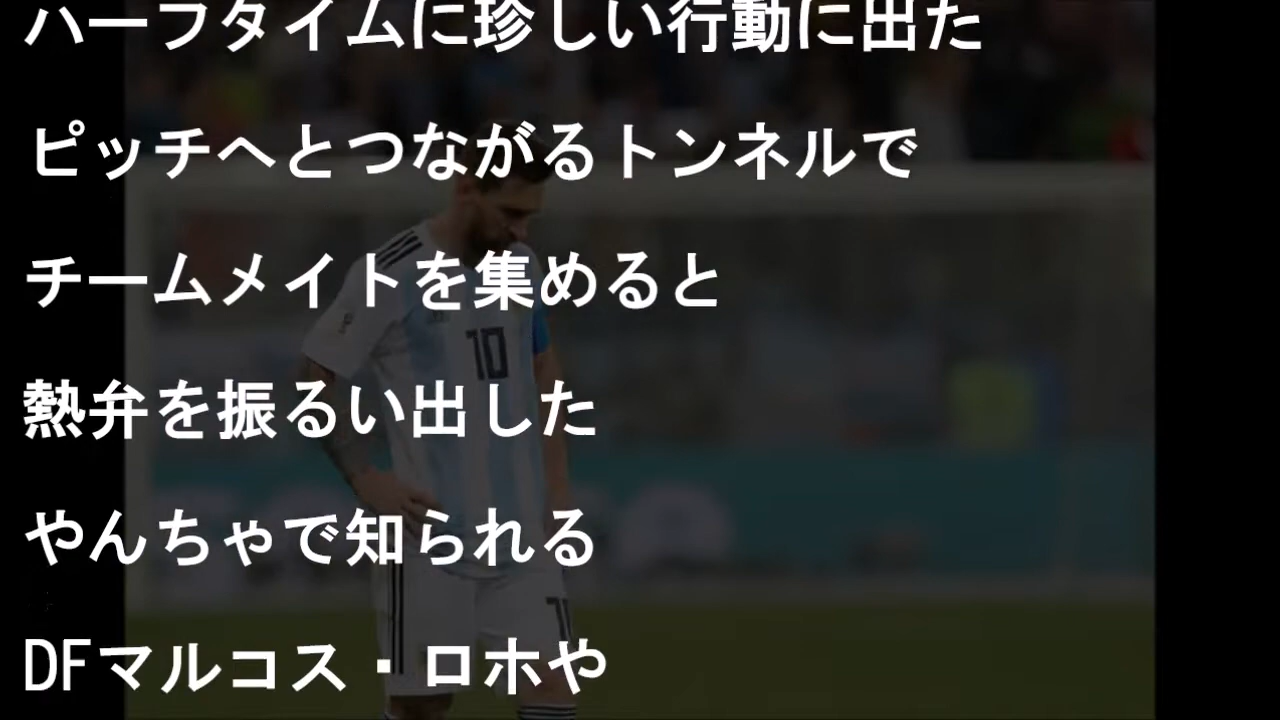 ハーフタイムに珍しい行動に出た
ピッチへとつながるトンネルで
チームメイトを集めると
熱弁を振るい出した
やんちゃで知られる
DFマルコス・ロホや
10
10